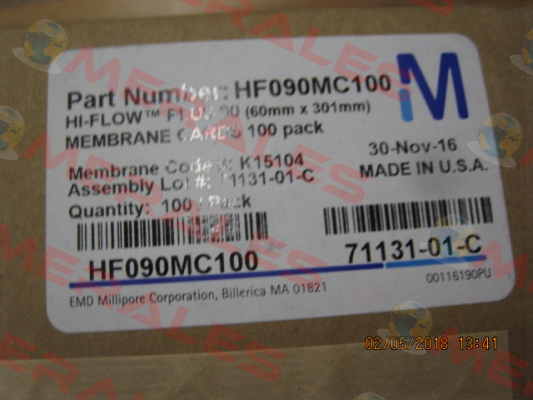 Part Number: HF090MC100
HI-FLOW™ PLUS 90 (60mm x 301mm)
MEMBRANE CARDS 100 pack
M
30-Nov-16
MADE IN U.S.A.
Membrane Code #: K15104
Assembly Lot #: 71131-01-C
Quantity: 100 / Pack
HF090MC100
71131-01-C
00116190PU
EMD Millipore Corporation, Billerica MA 01821
02/05/2018 13:41
MERALES